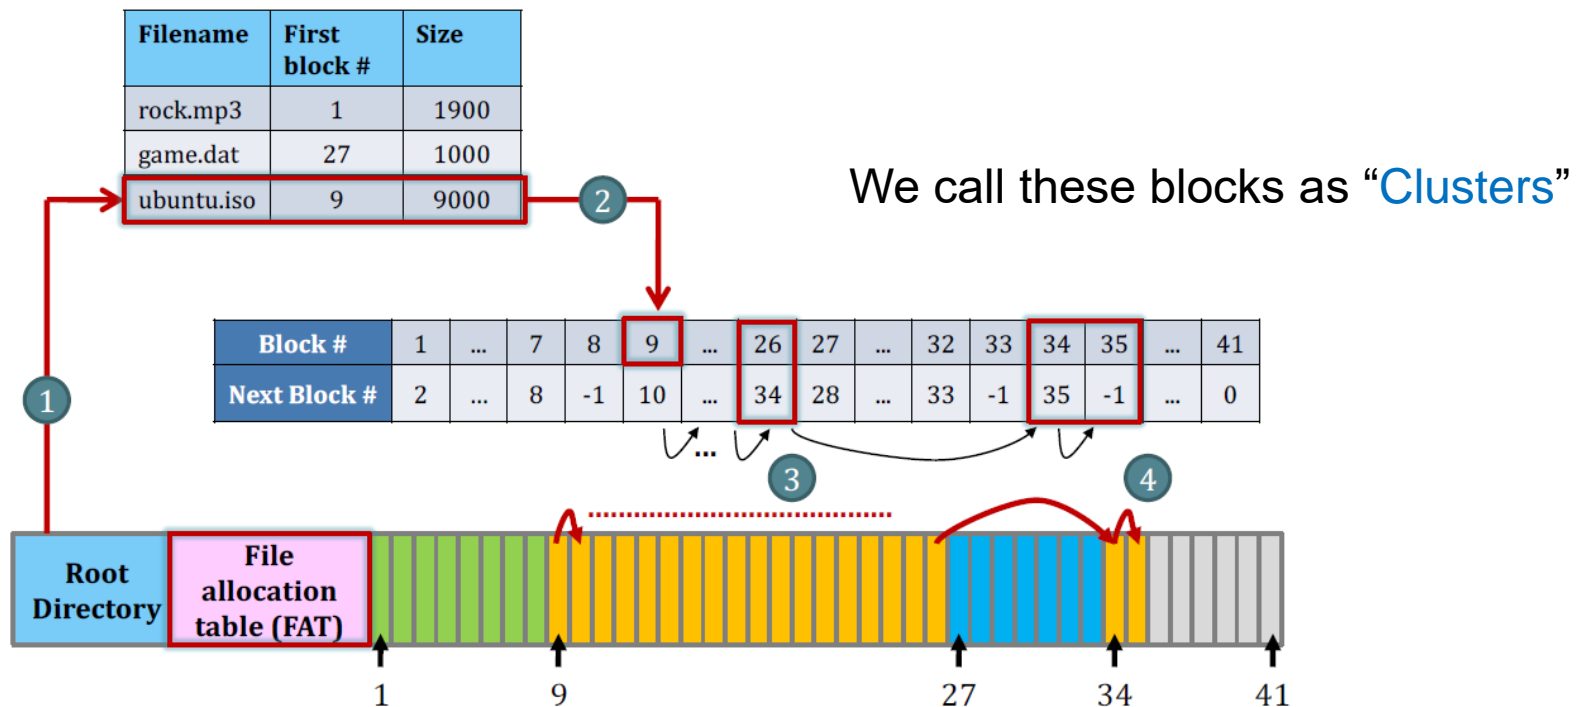 Filename First Size
block #
rock.mp3 1 1900
game.dat 27 1000
ubuntu.iso 9 9000
2
We call these blocks as “Clusters”
Block # 1 ... 7 8 9 ... 26 27 ... 32 33 34 35 ... 41
Next Block # 2 ... 8 -1 10 ... 34 28 ... 33 -1 35 -1 ... 0
1
...
3
4
Root
Directory
File
allocation
table (FAT)
1 9 27 34 41